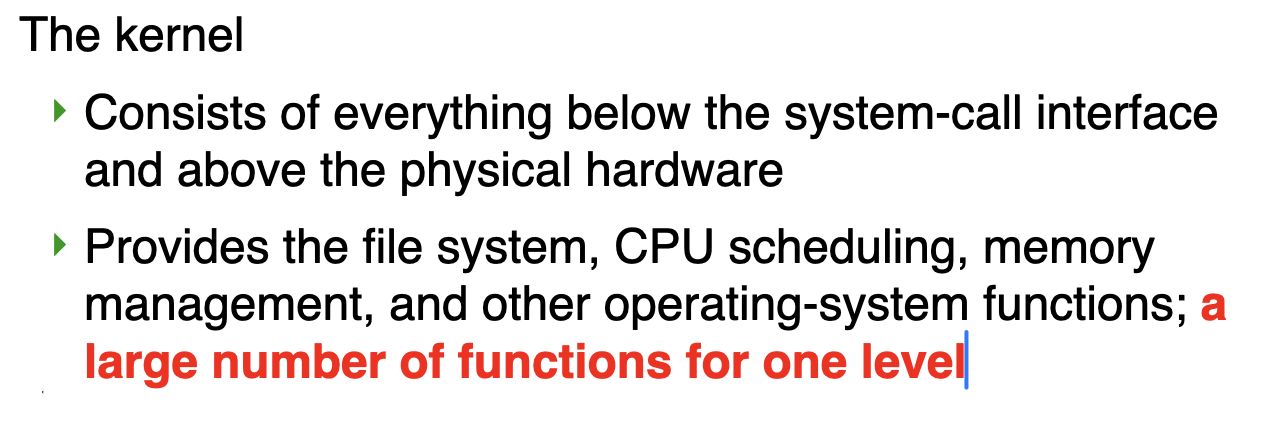 The kernel
Consists of everything below the system-call interface
and above the physical hardware
Provides the file system, CPU scheduling, memory
management, and other operating-system functions; a
large number of functions for one level